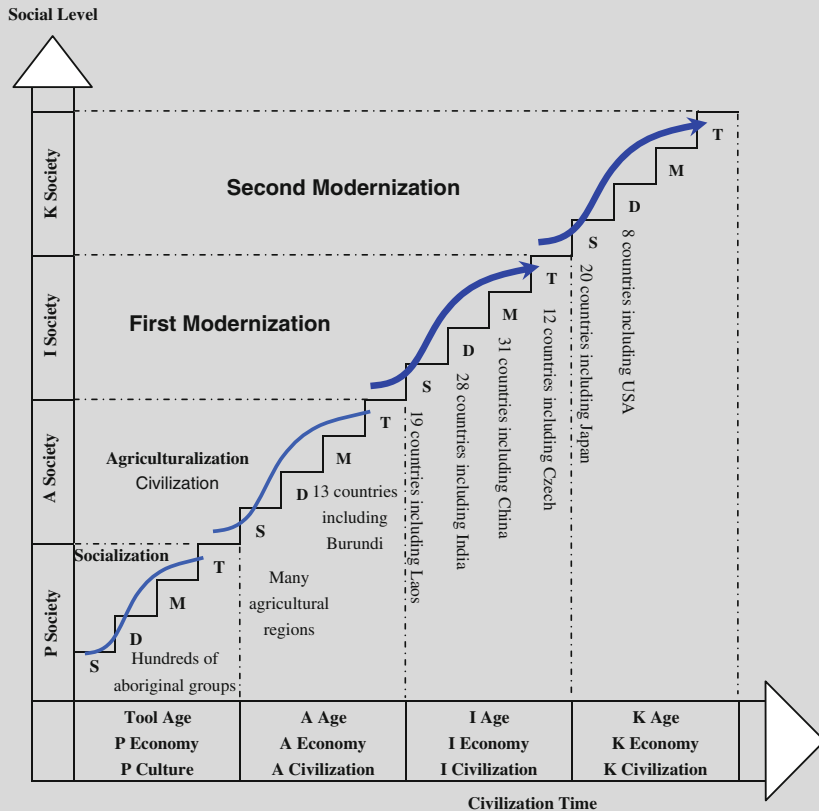 Social Level
K Society
I Society
A Society
P Society
Second Modernization
First Modernization
Agriculturalization
Civilization
Socialization
S
D
M
T
S
D
M
T
S
D
M
T
S
D
M
T
Hundreds of
aboriginal groups
Many
agricultural
regions
13 countries
including
Burundi
19 countries including Laos
28 countries including India
31 countries including China
12 countries including Czech
20 countries including Japan
8 countries including USA
Tool Age
P Economy
P Culture
A Age
A Economy
A Civilization
I Age
I Economy
I Civilization
K Age
K Economy
K Civilization
Civilization Time